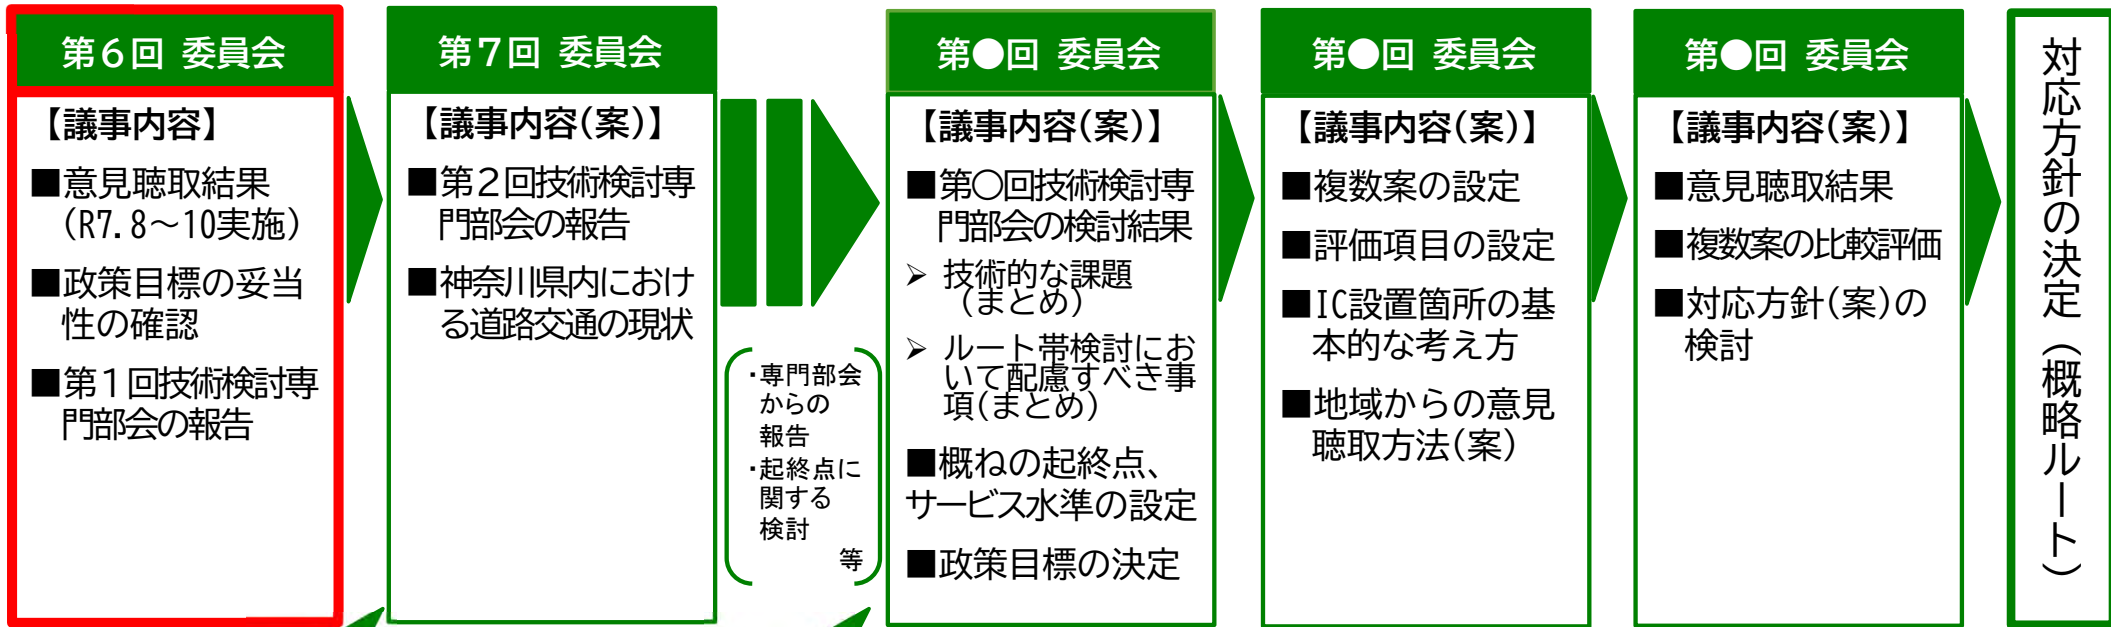 第６回 委員会
【議事内容】
■意見聴取結果
（R7.8～10実施）
■政策目標の妥当
性の確認
■第１回技術検討専
門部会の報告
第７回 委員会
【議事内容(案)】
■第２回技術検討専
門部会の報告
■神奈川県内におけ
る道路交通の現状
・専門部会
からの
報告
・起終点に
関する
検討
等
第●回 委員会
【議事内容(案)】
■第〇回技術検討専
門部会の検討結果
➢ 技術的な課題
（まとめ）
➢ ルート帯検討にお
いて配慮すべき事
項(まとめ)
■概ねの起終点、
サービス水準の設定
■政策目標の決定
第●回 委員会
【議事内容(案)】
■複数案の設定
■評価項目の設定
■IC設置箇所の基
本的な考え方
■地域からの意見
聴取方法(案)
第●回 委員会
【議事内容(案)】
■意見聴取結果
■複数案の比較評価
■対応方針(案)の
検討
対応方針の決定（概略ルート）